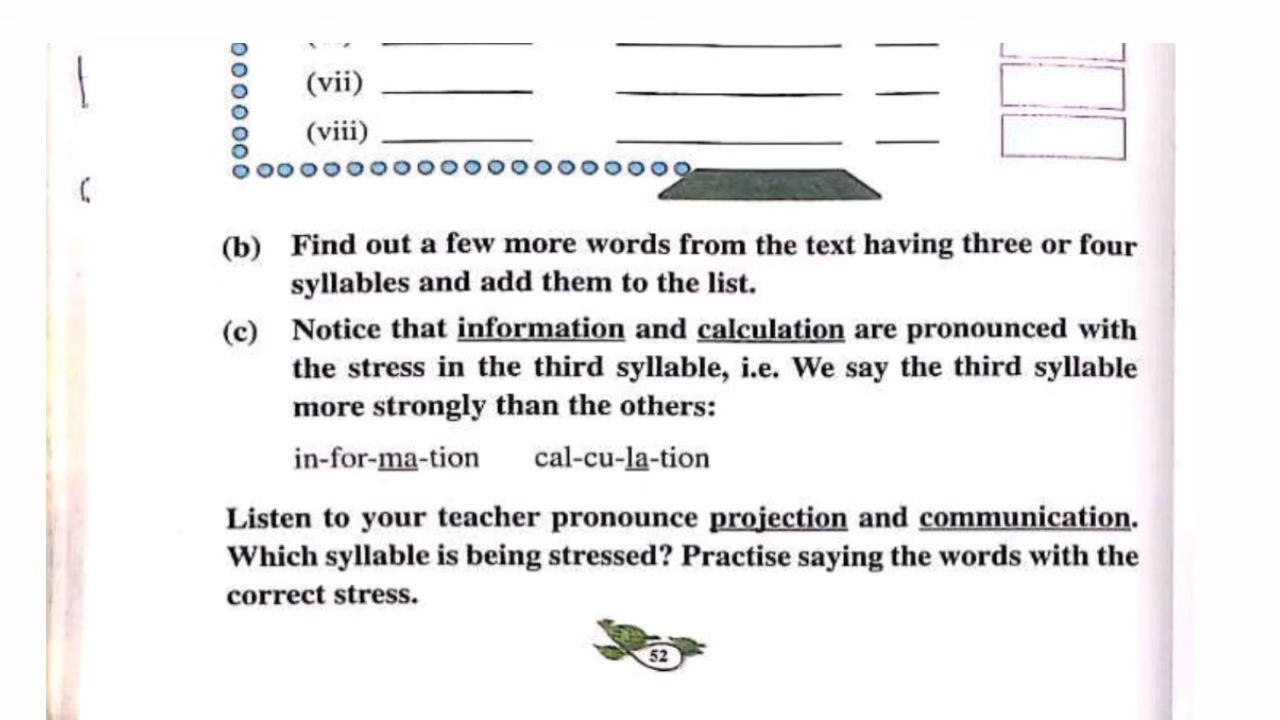 (vii)
(viii)
(b) Find out a few more words from the text having three or four
syllables and add them to the list.
(c) Notice that information and calculation are pronounced with
the stress in the third syllable, i.e. We say the third syllable
more strongly than the others:
in-for-ma-tion cal-cu-la-tion
Listen to your teacher pronounce projection and communication.
Which syllable is being stressed? Practise saying the words with the
correct stress.
52